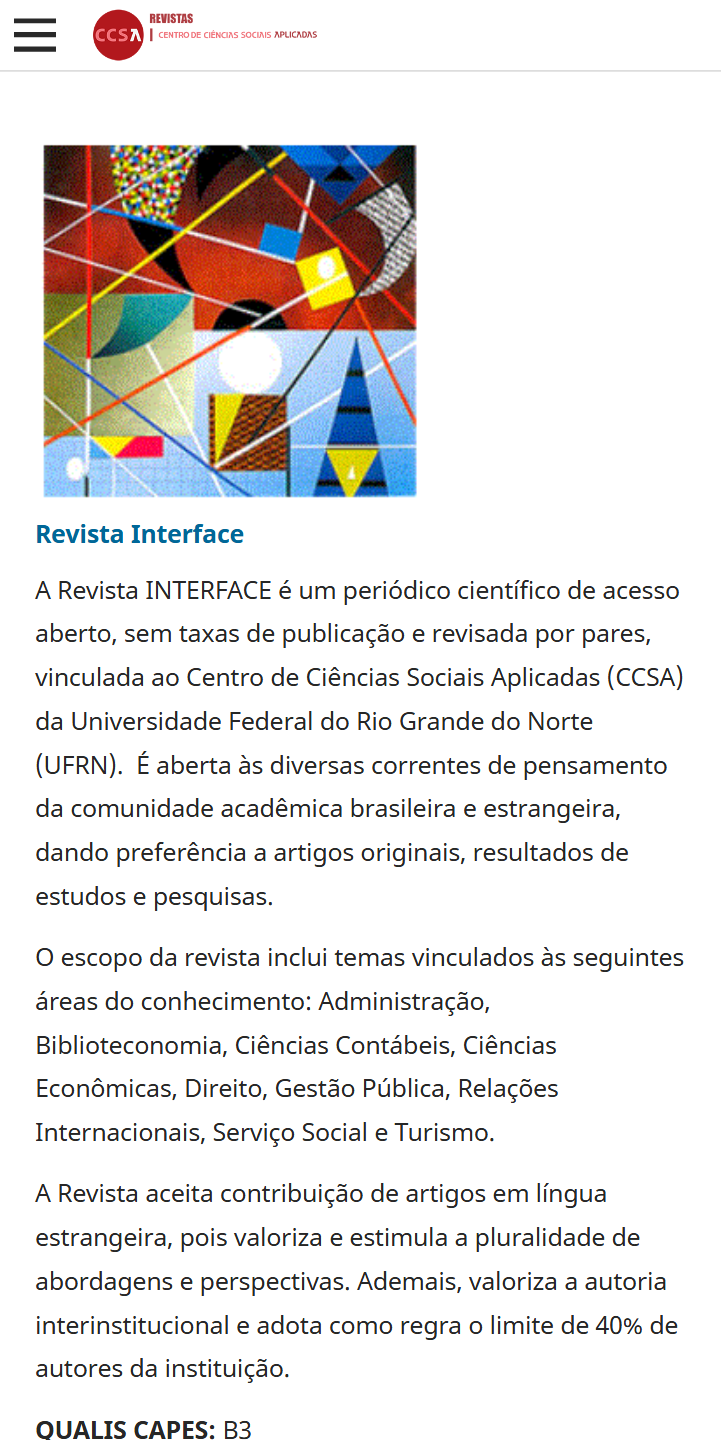 CCSA
REVISTAS
CENTRO DE CIÊNCIAS SOCIAIS APLICADAS
Revista Interface
A Revista INTERFACE é um periódico científico de acesso
aberto, sem taxas de publicação e revisada por pares,
vinculada ao Centro de Ciências Sociais Aplicadas (CCSA)
da Universidade Federal do Rio Grande do Norte
(UFRN).  É aberta às diversas correntes de pensamento
da comunidade acadêmica brasileira e estrangeira,
dando preferência a artigos originais, resultados de
estudos e pesquisas.
O escopo da revista inclui temas vinculados às seguintes
áreas do conhecimento: Administração,
Biblioteconomia, Ciências Contábeis, Ciências
Econômicas, Direito, Gestão Pública, Relações
Internacionais, Serviço Social e Turismo.
A Revista aceita contribuição de artigos em língua
estrangeira, pois valoriza e estimula a pluralidade de
abordagens e perspectivas. Ademais, valoriza a autoria
interinstitucional e adota como regra o limite de 40% de
autores da instituição.
QUALIS CAPES: B3